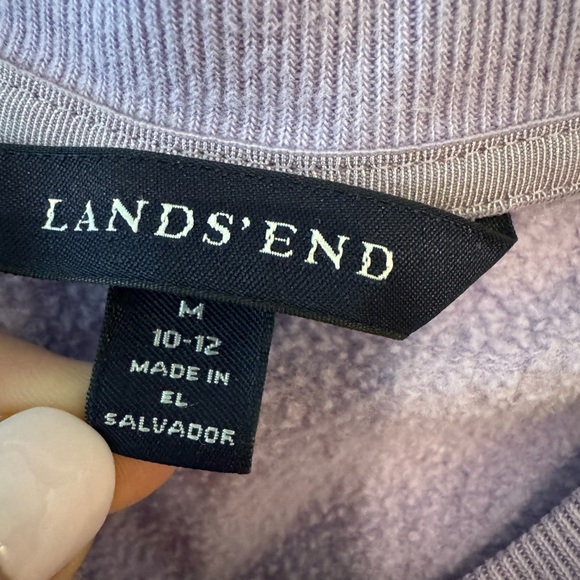 LANDS' END
M
10-12
MADE IN
EL
SALVADOR